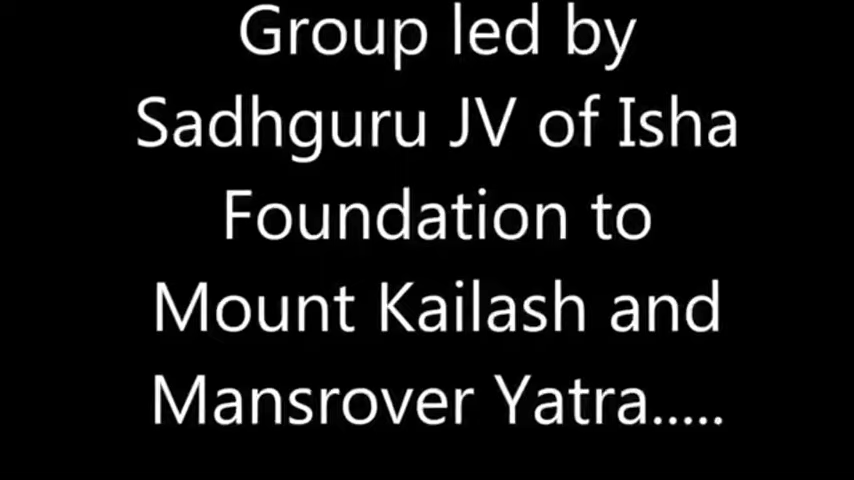 Group led by
Sadhguru JV of Isha
Foundation to
Mount Kailash and
Mansrover Yatra.....